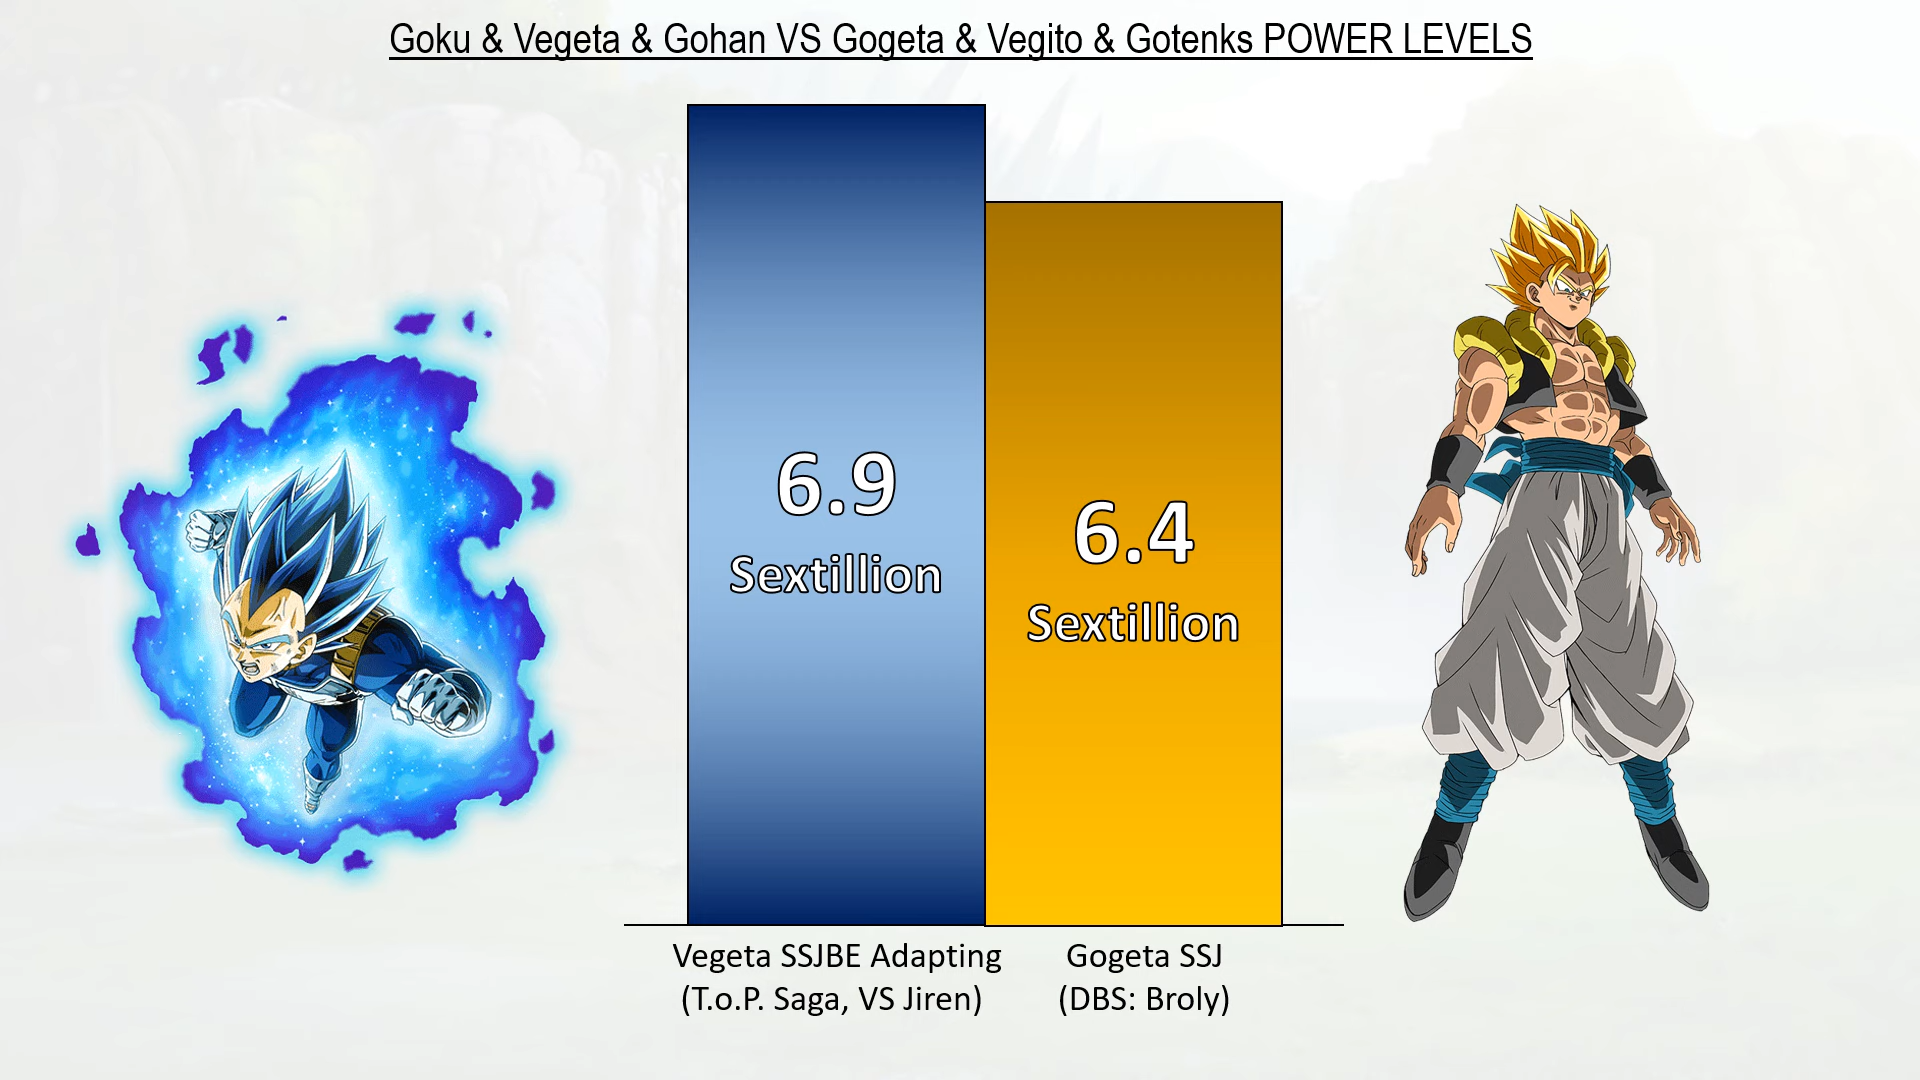 Goku & Vegeta & Gohan VS Gogeta & Vegito & Gotenks POWER LEVELS
6.9
Sextillion
6.4
Sextillion
Vegeta SSJBE Adapting
(T.o.P. Saga, VS Jiren)
Gogeta SSJ
(DBS: Broly)